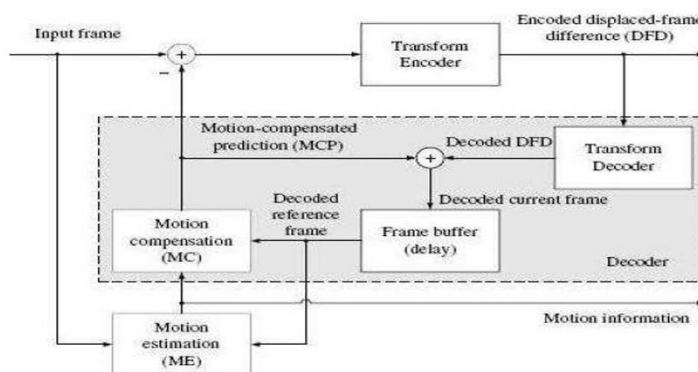 Input frame
+
−
Transform
Encoder
Encoded displaced-frame
difference (DFD)
Motion-compensated
prediction (MCP)
+
Decoded DFD
Transform
Decoder
Decoded
reference
frame
Decoded current frame
Motion
compensation
(MC)
Frame buffer
(delay)
Decoder
Motion information
Motion
estimation
(ME)